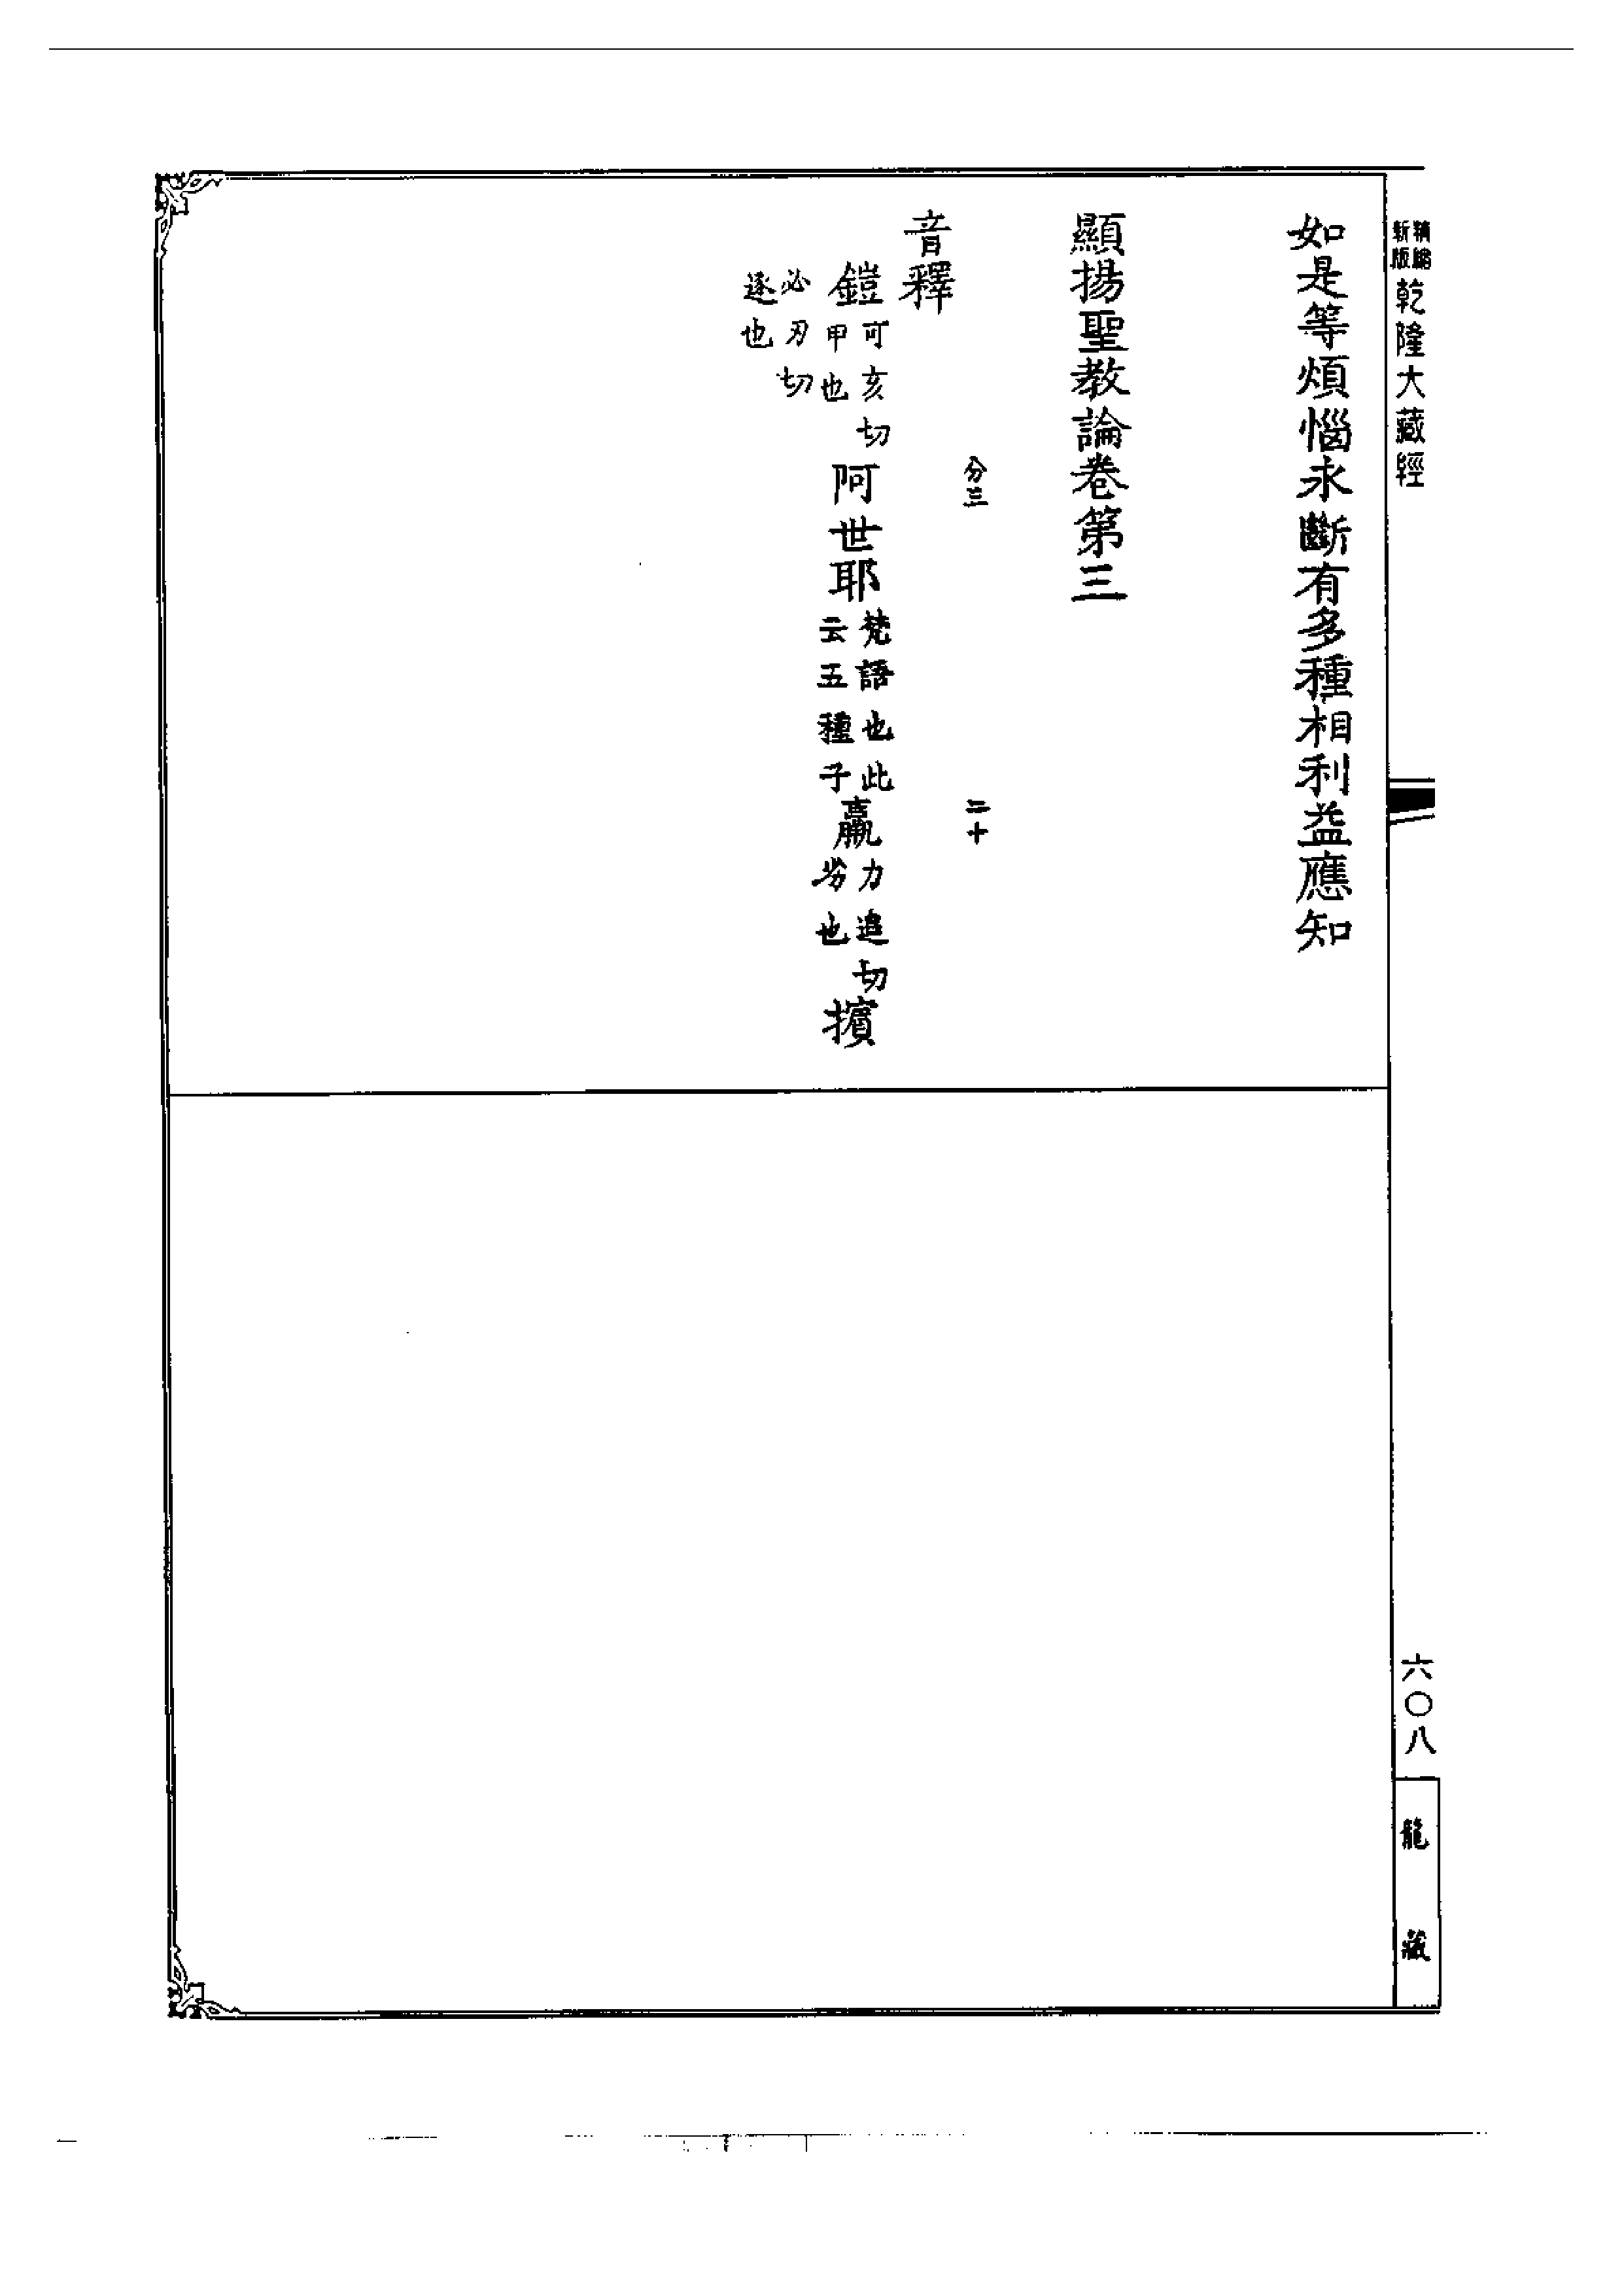 精縮新版乾隆大藏經
六〇八
龍藏
如是等煩惱永斷有多種相利益應知
顯揚聖教論卷第三
分三 二十
音釋
鎧可亥切甲也阿世耶梵語也此云五種子羸力追切劣也擯
必刃切逐也